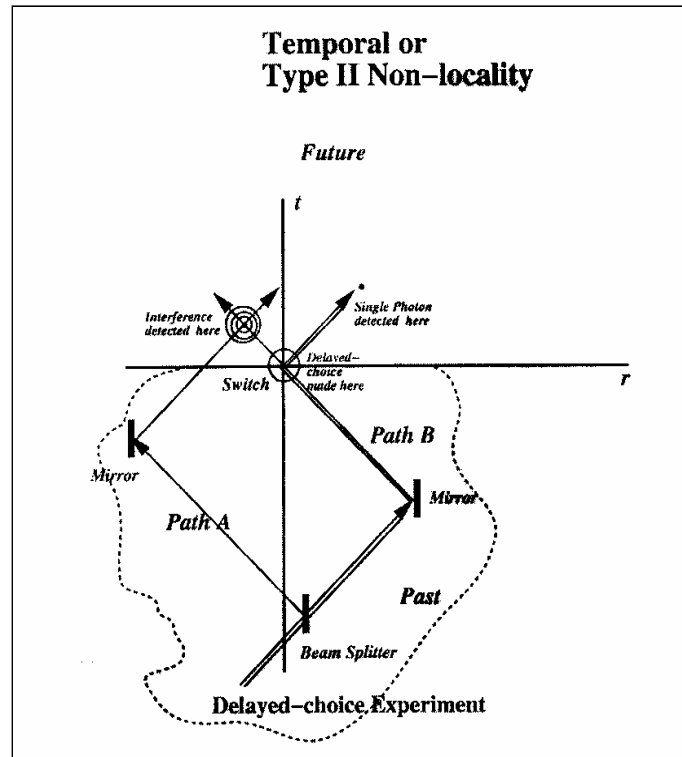 Temporal or
Type II Non-locality
Future
t
Interference
detected here
Single Photon
detected here
Delayed-
choice
made here
Switch
r
Path B
Mirror
Mirror
Path A
Past
Beam Splitter
Delayed-choice Experiment